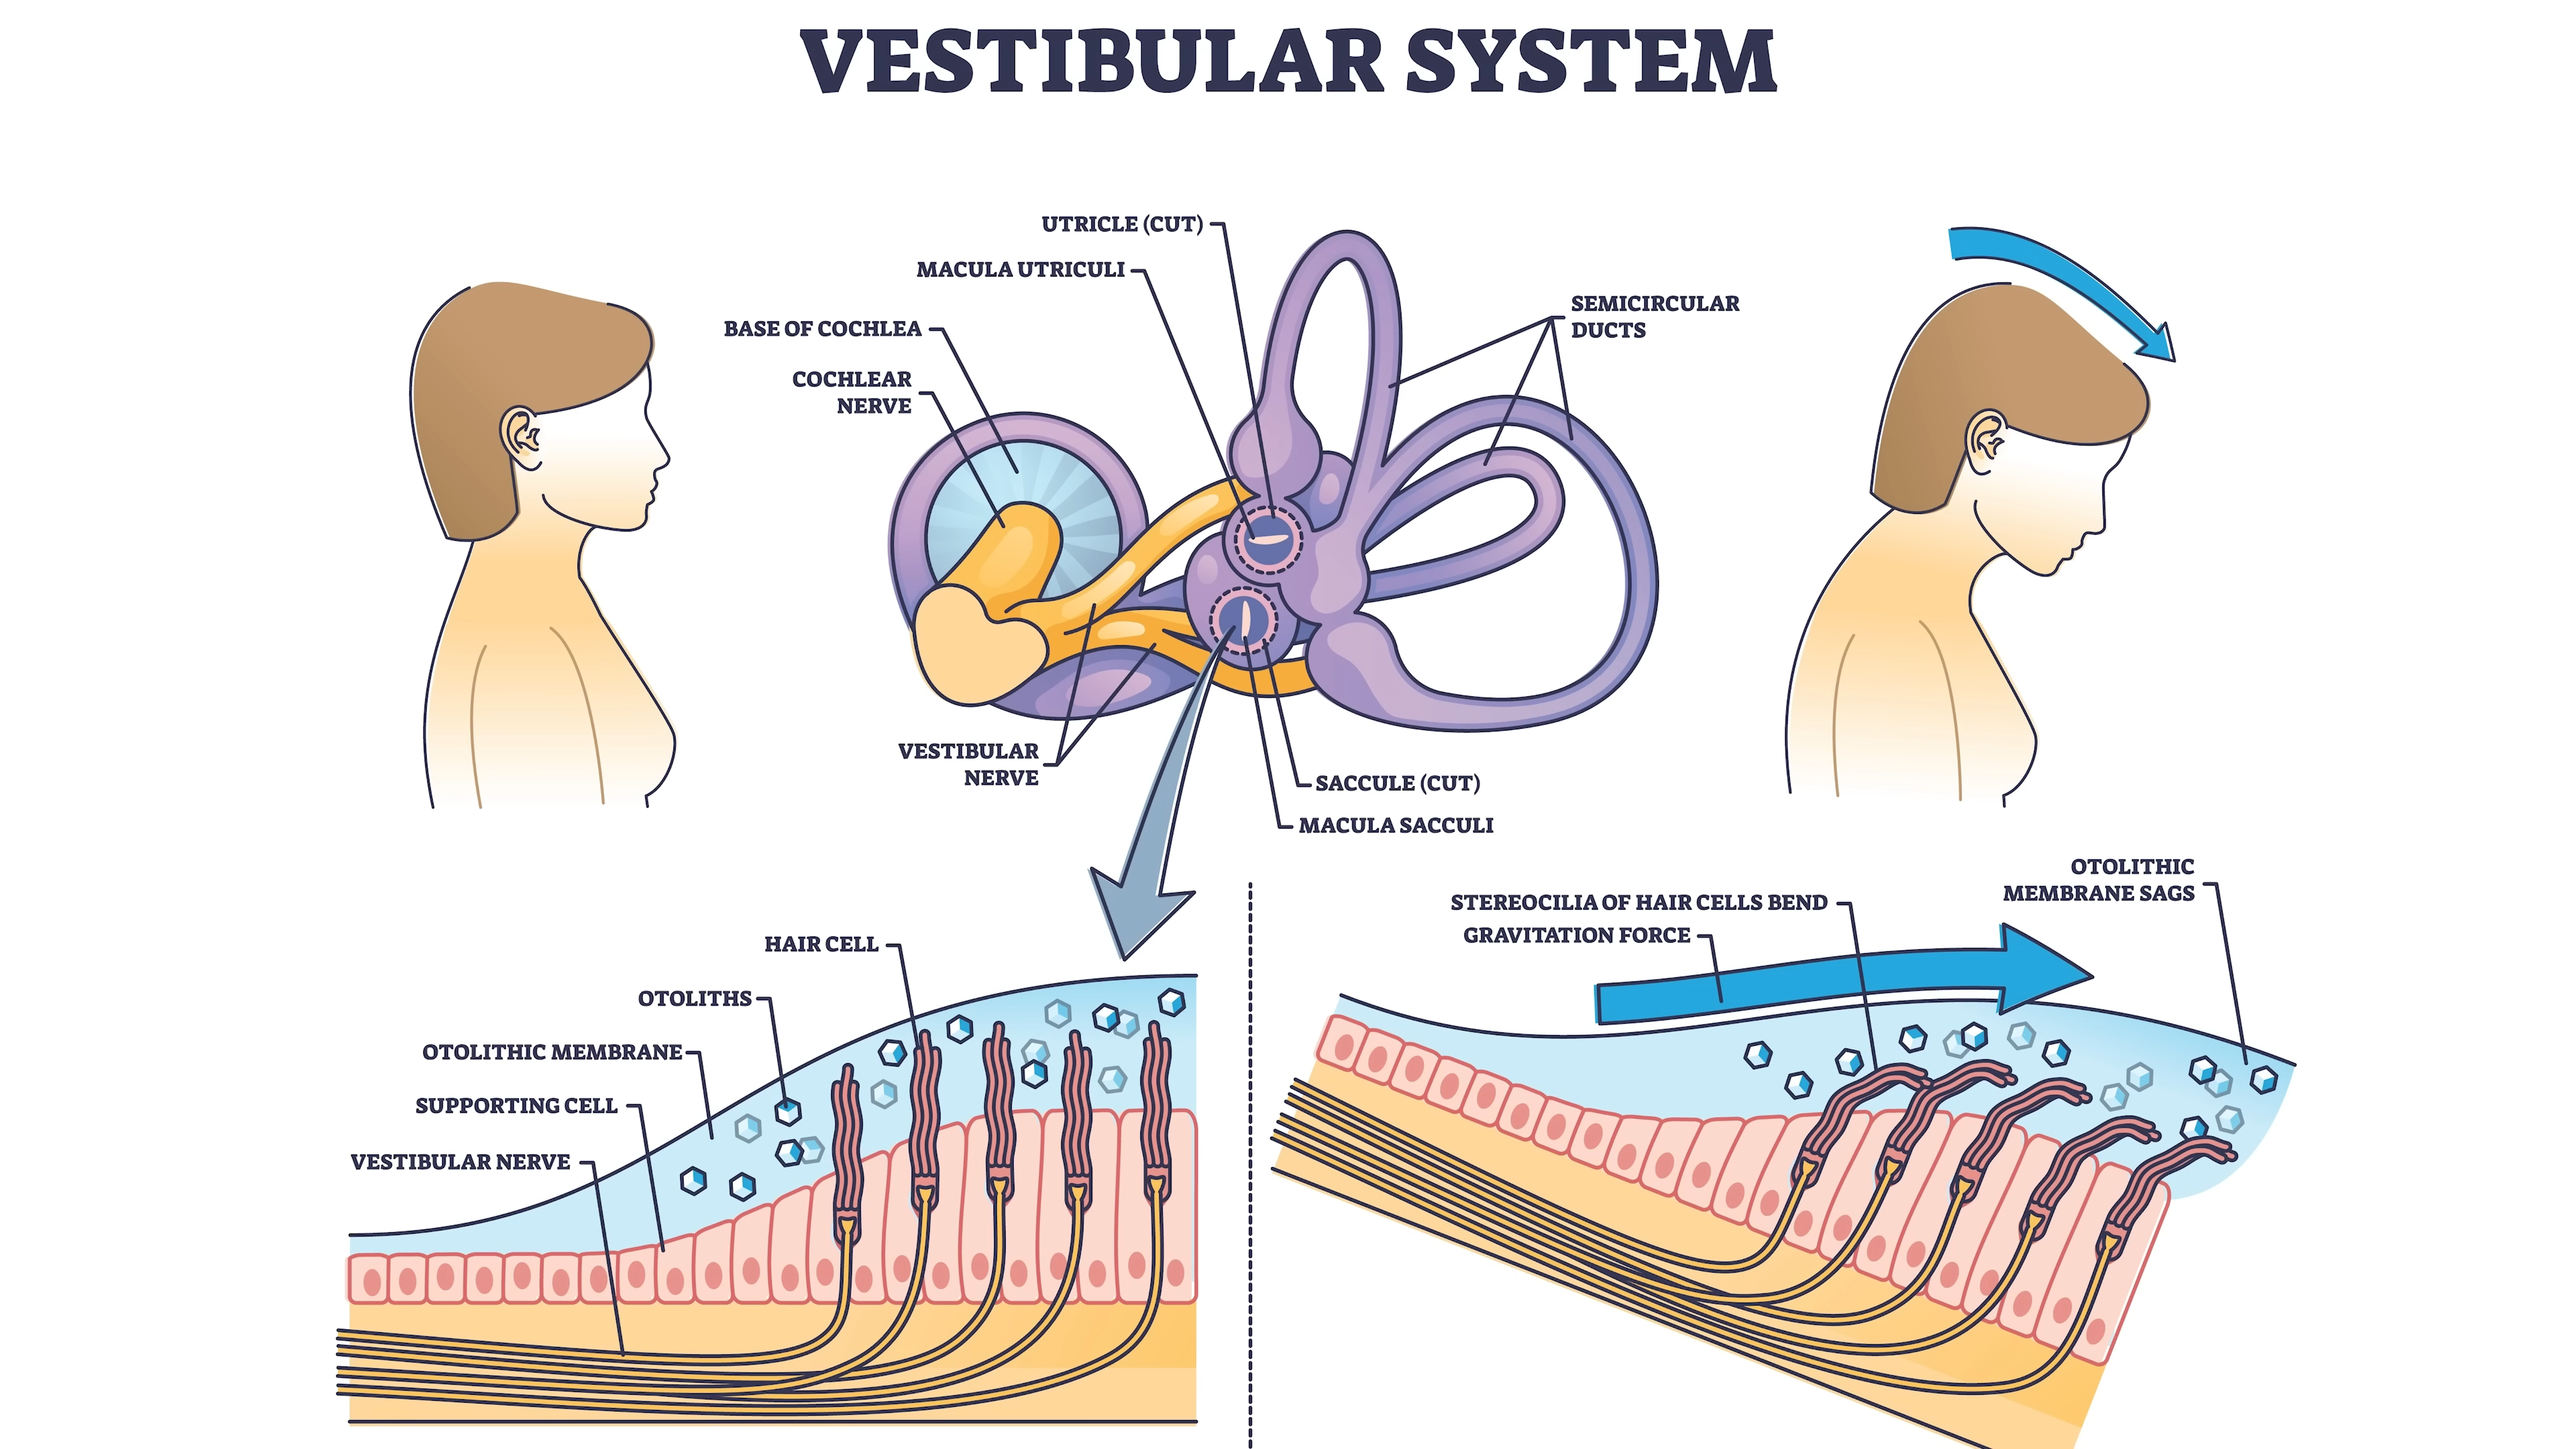 VESTIBULAR SYSTEM
UTRICLE (CUT)
MACULA UTRICULI
BASE OF COCHLEA
COCHLEAR
NERVE
SEMICIRCULAR
DUCTS
VESTIBULAR
NERVE
SACCULE (CUT)
MACULA SACCULI
HAIR CELL
OTOLITHS
OTOLITHIC MEMBRANE
SUPPORTING CELL
VESTIBULAR NERVE
OTOLITHIC
MEMBRANE SAGS
STEREOCILIA OF HAIR CELLS BEND
GRAVITATION FORCE